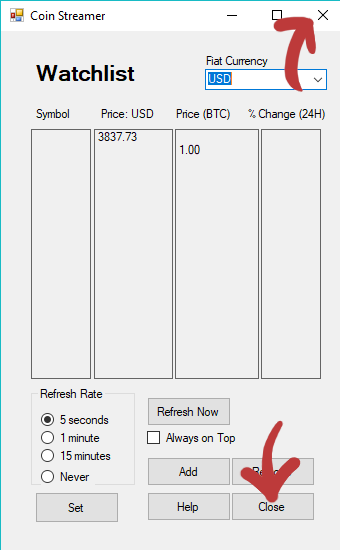 Coin Streamer
Watchlist
Fiat Currency
USD
Symbol
Price: USD
Price (BTC)
% Change (24H)
3837.73
1.00
Refresh Rate
5 seconds
1 minute
15 minutes
Never
Refresh Now
Always on Top
Add
Set
Help
Close